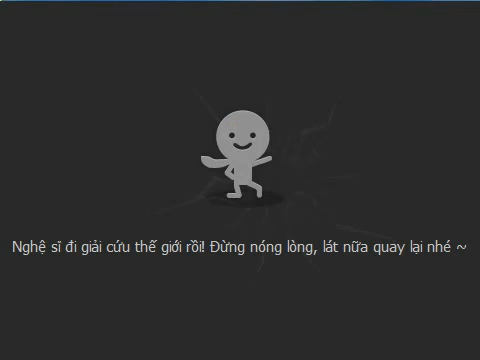 Nghệ sĩ đi giải cứu thế giới rồi! Đừng nóng lòng, lát nữa quay lại nhé ~